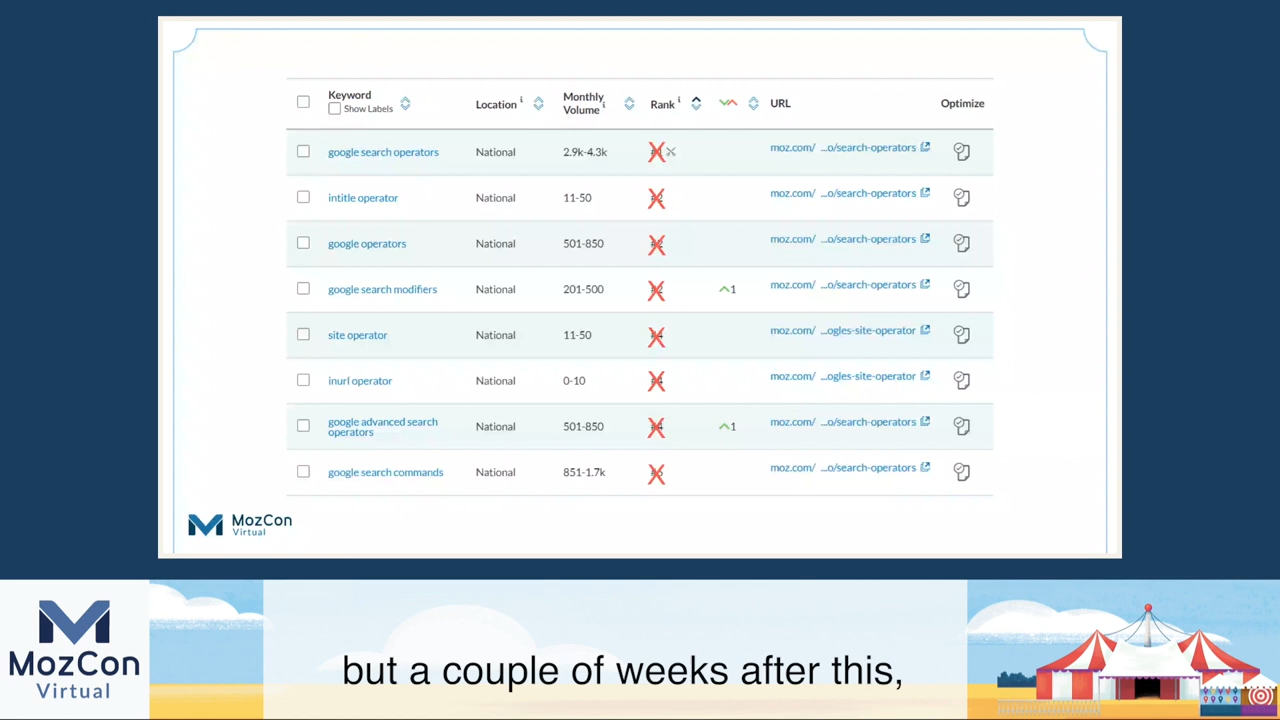 Keyword
Show Labels
Location i
Monthly Volume i
Rank i
URL
Optimize
google search operators National 2.9k-4.3k moz.com/ ...o/search-operators
intitle operator National 11-50 moz.com/ ...o/search-operators
google operators National 501-850 moz.com/ ...o/search-operators
google search modifiers National 201-500 1 moz.com/ ...o/search-operators
site operator National 11-50 moz.com/ ...ogles-site-operator
inurl operator National 0-10 moz.com/ ...ogles-site-operator
google advanced search operators National 501-850 1 moz.com/ ...o/search-operators
google search commands National 851-1.7k moz.com/ ...o/search-operators
MozCon
Virtual
MozCon
Virtual
but a couple of weeks after this,